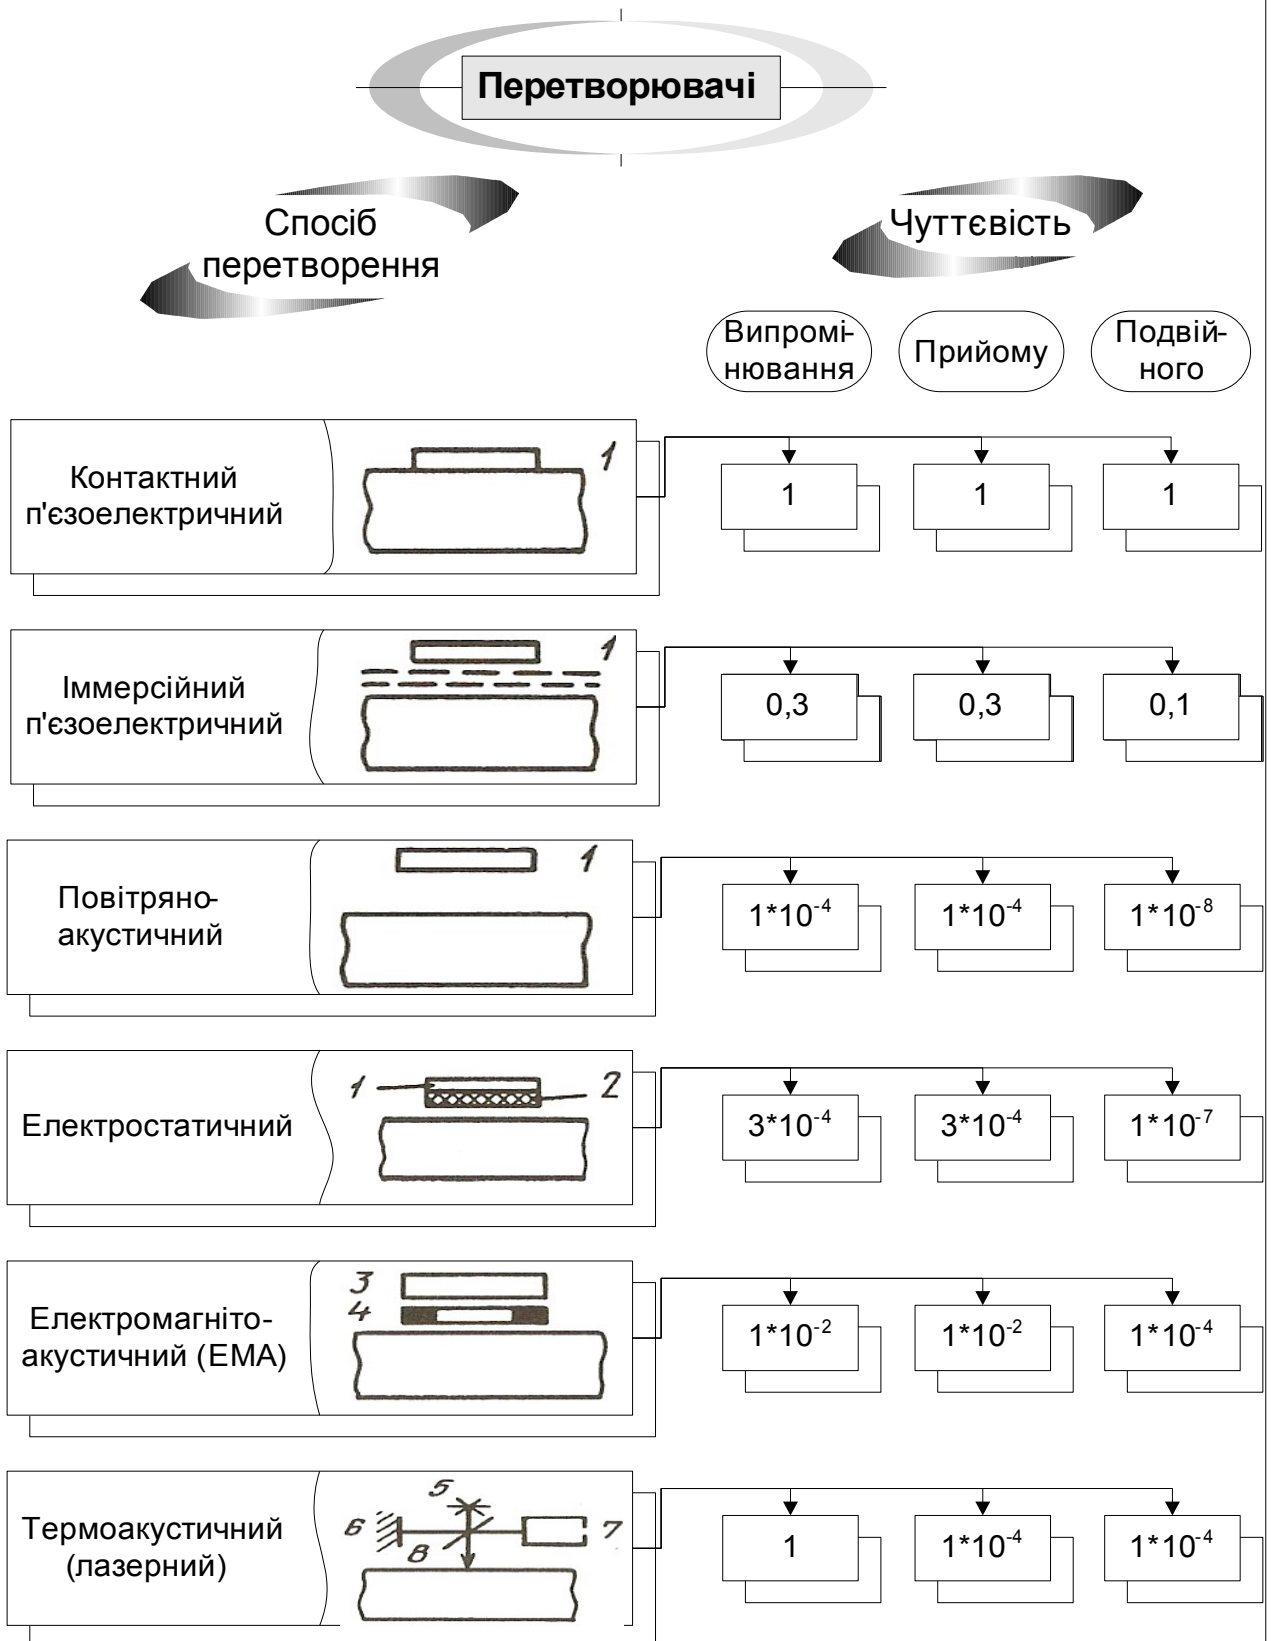 Перетворювачі
Спосіб
перетворення
Чуттєвість
Випромі-
нювання
Прийому
Подвій-
ного
Контактний
п'єзоелектричний
1
1
1
1
Іммерсійний
п'єзоелектричний
1
0,3
0,3
0,1
Повітряно-
акустичний
1
1*10⁻⁴
1*10⁻⁴
1*10⁻⁸
Електростатичний
1
2
3*10⁻⁴
3*10⁻⁴
1*10⁻⁷
Електромагніто-
акустичний (ЕМА)
3
4
1*10⁻²
1*10⁻²
1*10⁻⁴
Термоакустичний
(лазерний)
5
6
7
8
1
1*10⁻⁴
1*10⁻⁴